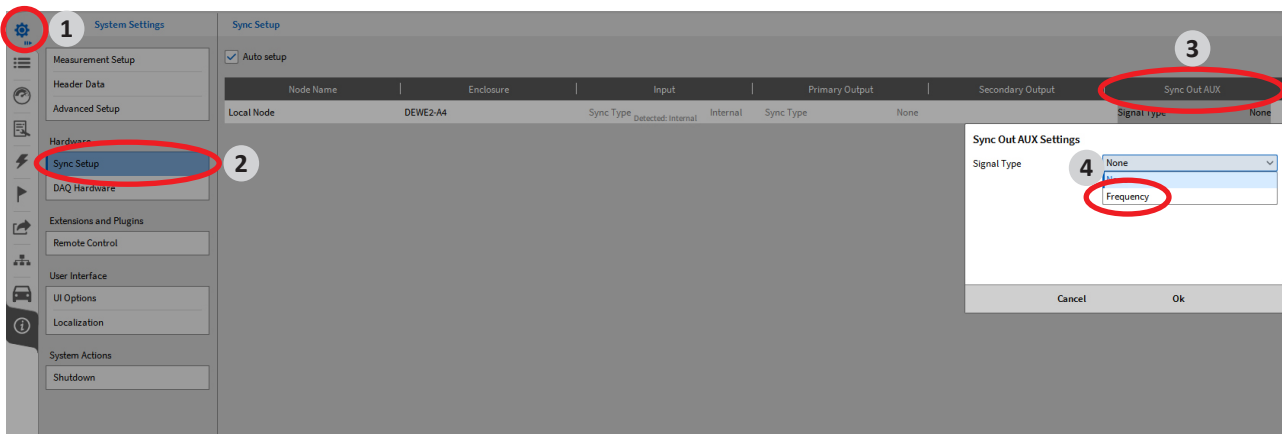 1
System Settings
Sync Setup
Measurement Setup
Header Data
Advanced Setup
Hardware
Sync Setup
2
DAQ Hardware
Extensions and Plugins
Remote Control
User Interface
UI Options
Localization
System Actions
Shutdown
Auto setup
3
Node Name Enclosure Input Primary Output Secondary Output Sync Out AUX
Local Node DEWE2-A4 Sync Type Detected: Internal Internal Sync Type None Signal Type None
Sync Out AUX Settings
Signal Type 4 None
Frequency
Cancel Ok